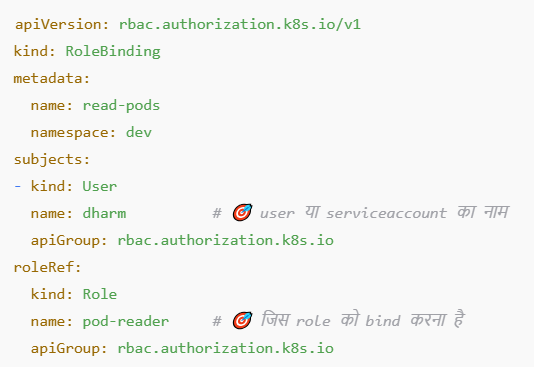 apiVersion: rbac.authorization.k8s.io/v1
kind: RoleBinding
metadata:
  name: read-pods
  namespace: dev
subjects:
- kind: User
  name: dharm        # 🎯 user या serviceaccount का नाम
  apiGroup: rbac.authorization.k8s.io
roleRef:
  kind: Role
  name: pod-reader     # 🎯 जिस role को bind करना है
  apiGroup: rbac.authorization.k8s.io